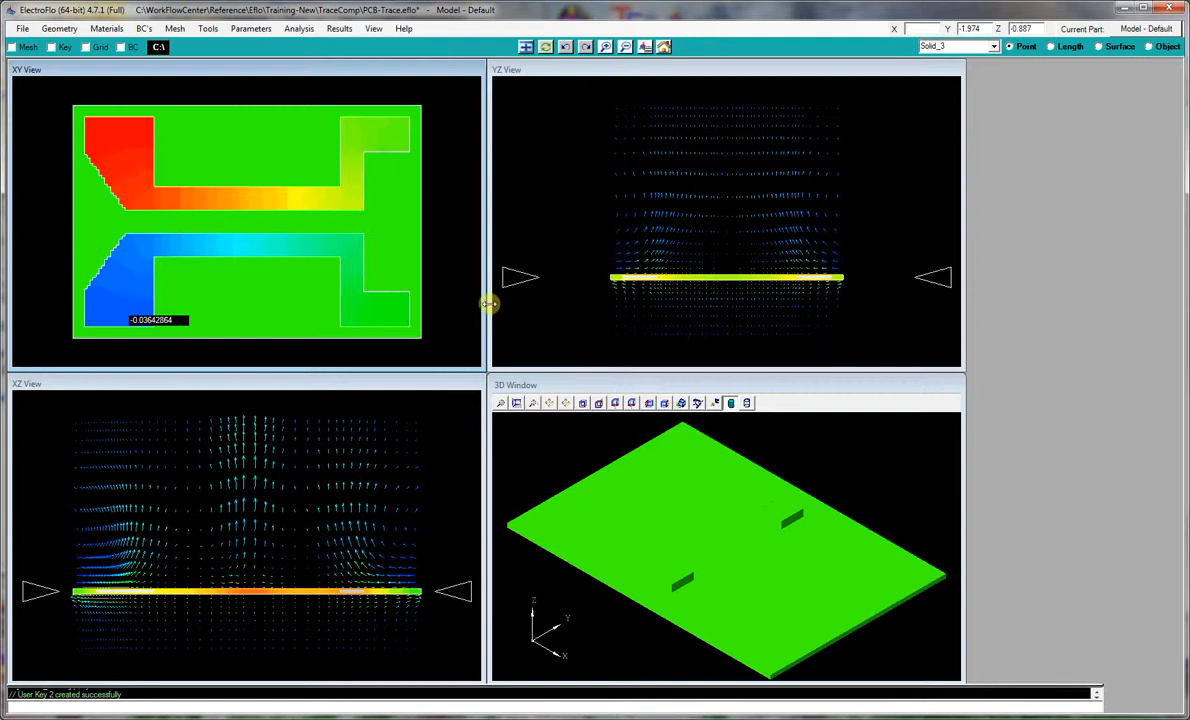 ElectroFlo (64-bit) 4.7.1 (Full) C:\WorkFlowCenter\Reference\Eflo\Training-New\TraceComp\PCB-Trace.eflo* - Model - Default
File Geometry Materials BC's Mesh Tools Parameters Analysis Results View Help X Y -1.974 Z -0.887 Current Part: Model - Default
Mesh Key Grid BC C:\ Solid_3 Point Length Surface Object
XY View
YZ View
-0.03642864
XZ View
3D Window
Z
Y
X
// User Key 2 created successfully